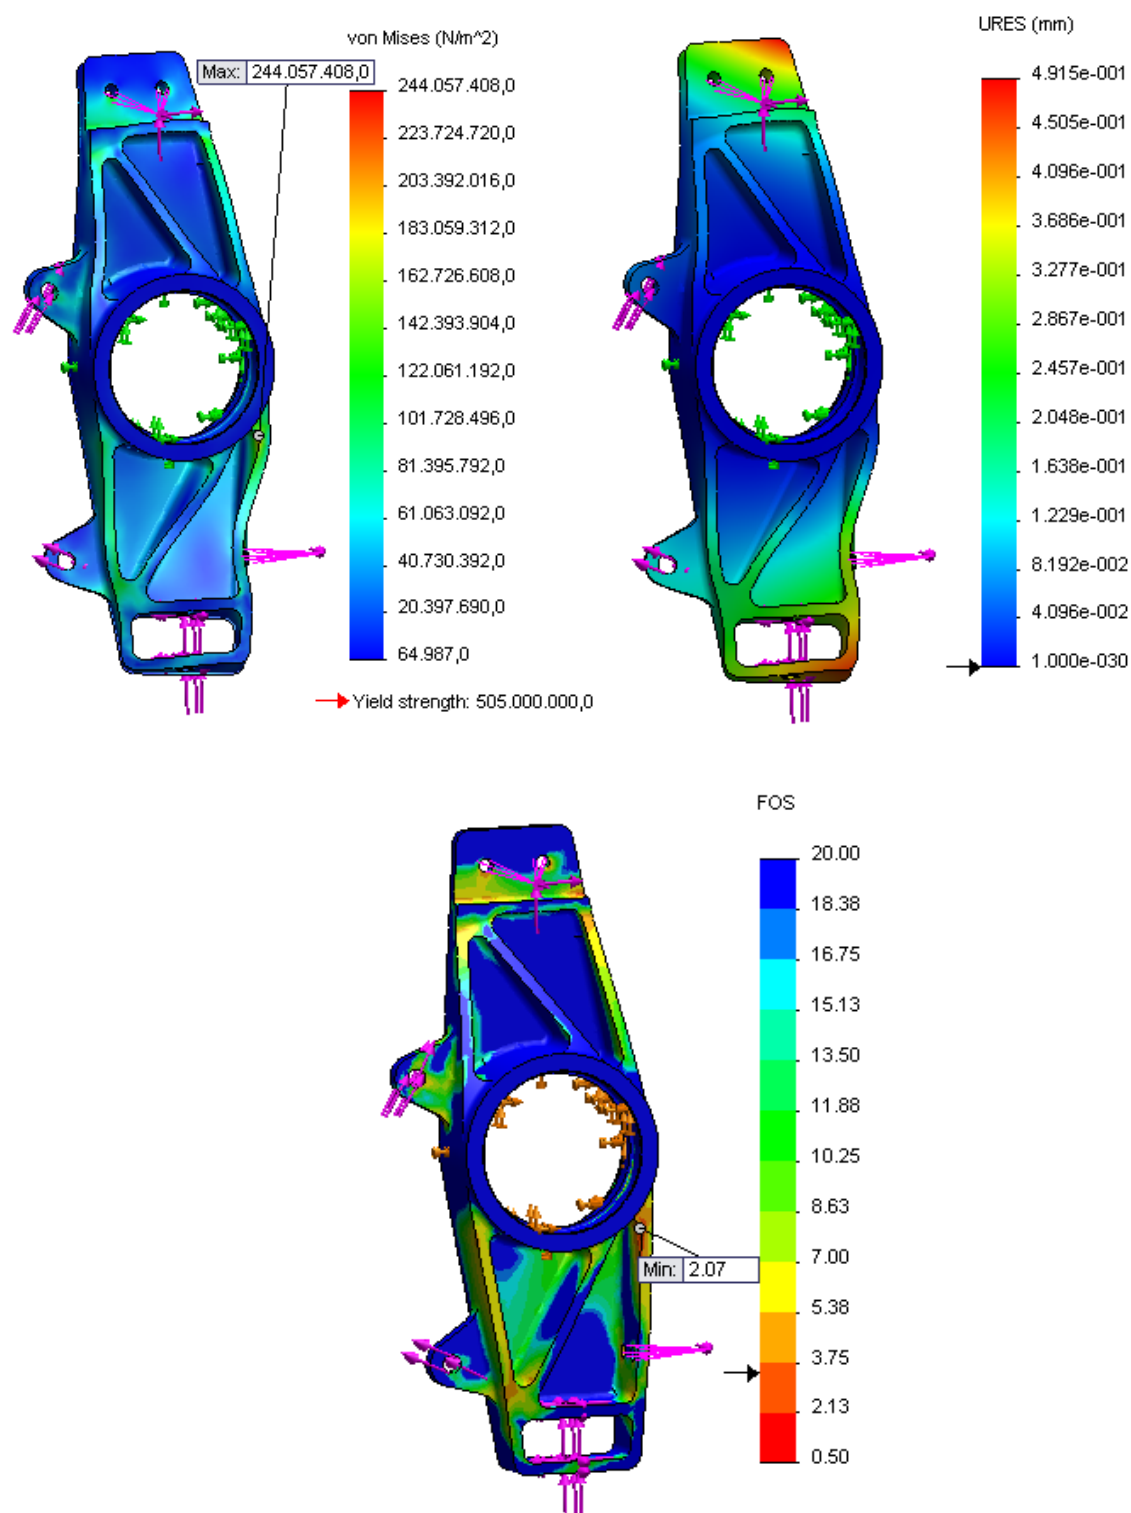 von Mises (N/m^2)
Max: 244.057.408,0
244.057.408,0
223.724.720,0
203.392.016,0
183.059.312,0
162.726.608,0
142.393.904,0
122.061.192,0
101.728.496,0
81.395.792,0
61.063.092,0
40.730.392,0
20.397.690,0
64.987,0
Yield strength: 505.000.000,0
URES (mm)
4.915e-001
4.505e-001
4.096e-001
3.686e-001
3.277e-001
2.867e-001
2.457e-001
2.048e-001
1.638e-001
1.229e-001
8.192e-002
4.096e-002
1.000e-030
FOS
20.00
18.38
16.75
15.13
13.50
11.88
10.25
8.63
7.00
5.38
3.75
2.13
0.50
Min: 2.07